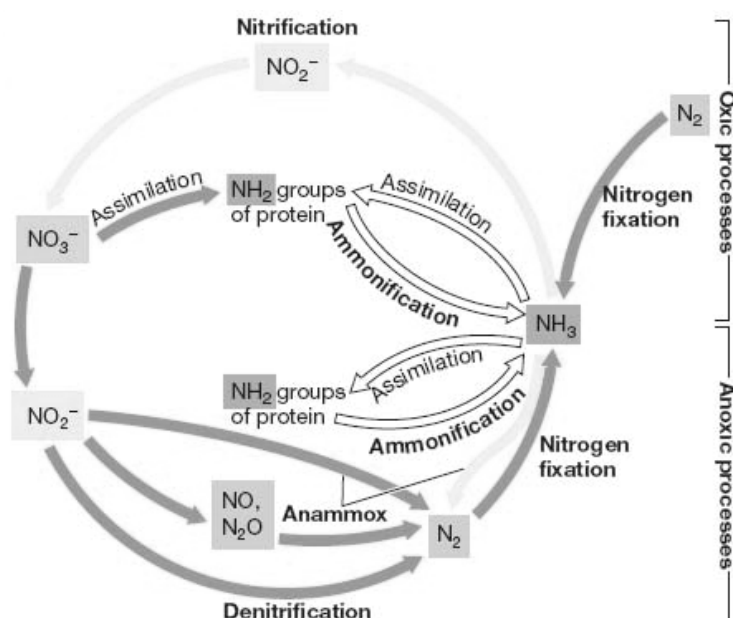 Nitrification
NO₂⁻
N₂
Oxic processes
Assimilation
NH₂ groups
of protein
Assimilation
Nitrogen
fixation
NO₃⁻
Ammonification
NH₃
Assimilation
NH₂ groups
of protein
NO₂⁻
Ammonification
Nitrogen
fixation
Anoxic processes
NO,
N₂O
Anammox
N₂
Denitrification